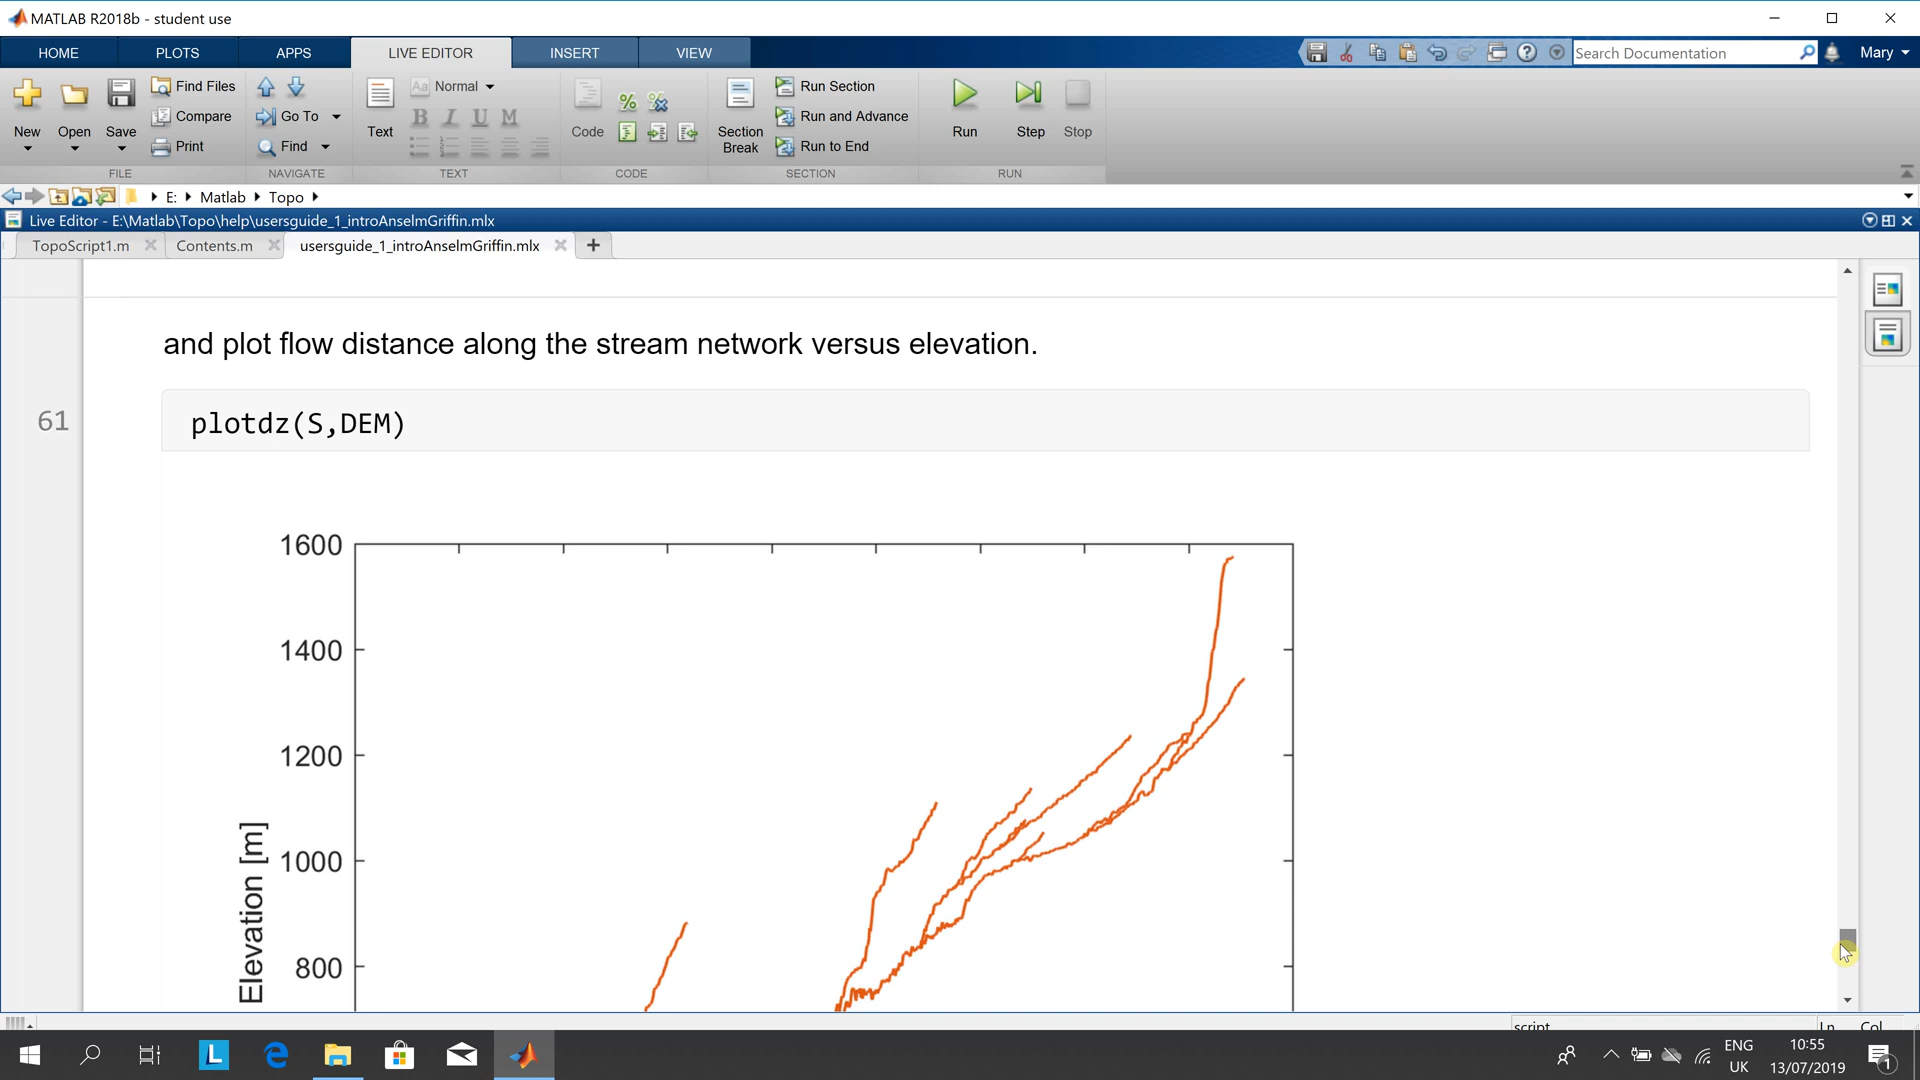 MATLAB R2018b - student use
HOME PLOTS APPS LIVE EDITOR INSERT VIEW
Search Documentation Mary
New Open Save
Find Files
Compare
Print
FILE
Go To
Find
NAVIGATE
Text
Aa Normal
B I U M
TEXT
Code
CODE
Section
Break
Run Section
Run and Advance
Run to End
SECTION
Run Step Stop
RUN
E: Matlab Topo
Live Editor - E:\Matlab\Topo\help\usersguide_1_introAnselmGriffin.mlx
TopoScript1.m Contents.m usersguide_1_introAnselmGriffin.mlx
and plot flow distance along the stream network versus elevation.
61 plotdz(S,DEM)
1600
1400
1200
1000
800
Elevation [m]
script Ln Col
ENG
UK
10:55
13/07/2019
1